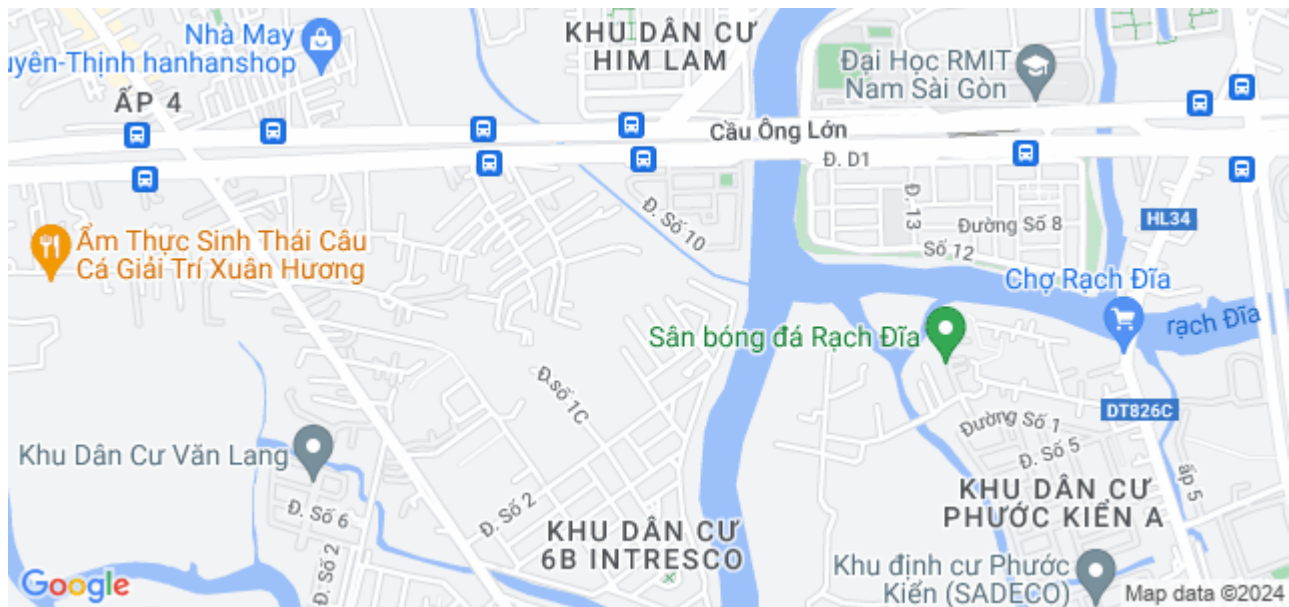 KHU DÂN CƯ
HIM LAM
Nhà May
uyên-Thịnh hanhanshop
Đại Học RMIT
Nam Sài Gòn
ẤP 4
Cầu Ông Lớn
Đ. D1
Đ. Số 10
Đ. 13
Đường Số 8
HL34
Số 12
Ẩm Thực Sinh Thái Câu
Cá Giải Trí Xuân Hương
Chợ Rạch Đĩa
rạch Đĩa
Sân bóng đá Rạch Đĩa
Đ.số 1C
DT826C
Đường Số 1
Đ. Số 5
ấp 5
Khu Dân Cư Văn Lang
Đ. Số 6
Đ. Số 2
Đ. Số 2
KHU DÂN CƯ
PHƯỚC KIỂN A
KHU DÂN CƯ
6B INTRESCO
Khu định cư Phước
Kiến (SADECO)
Google
Map data ©2024